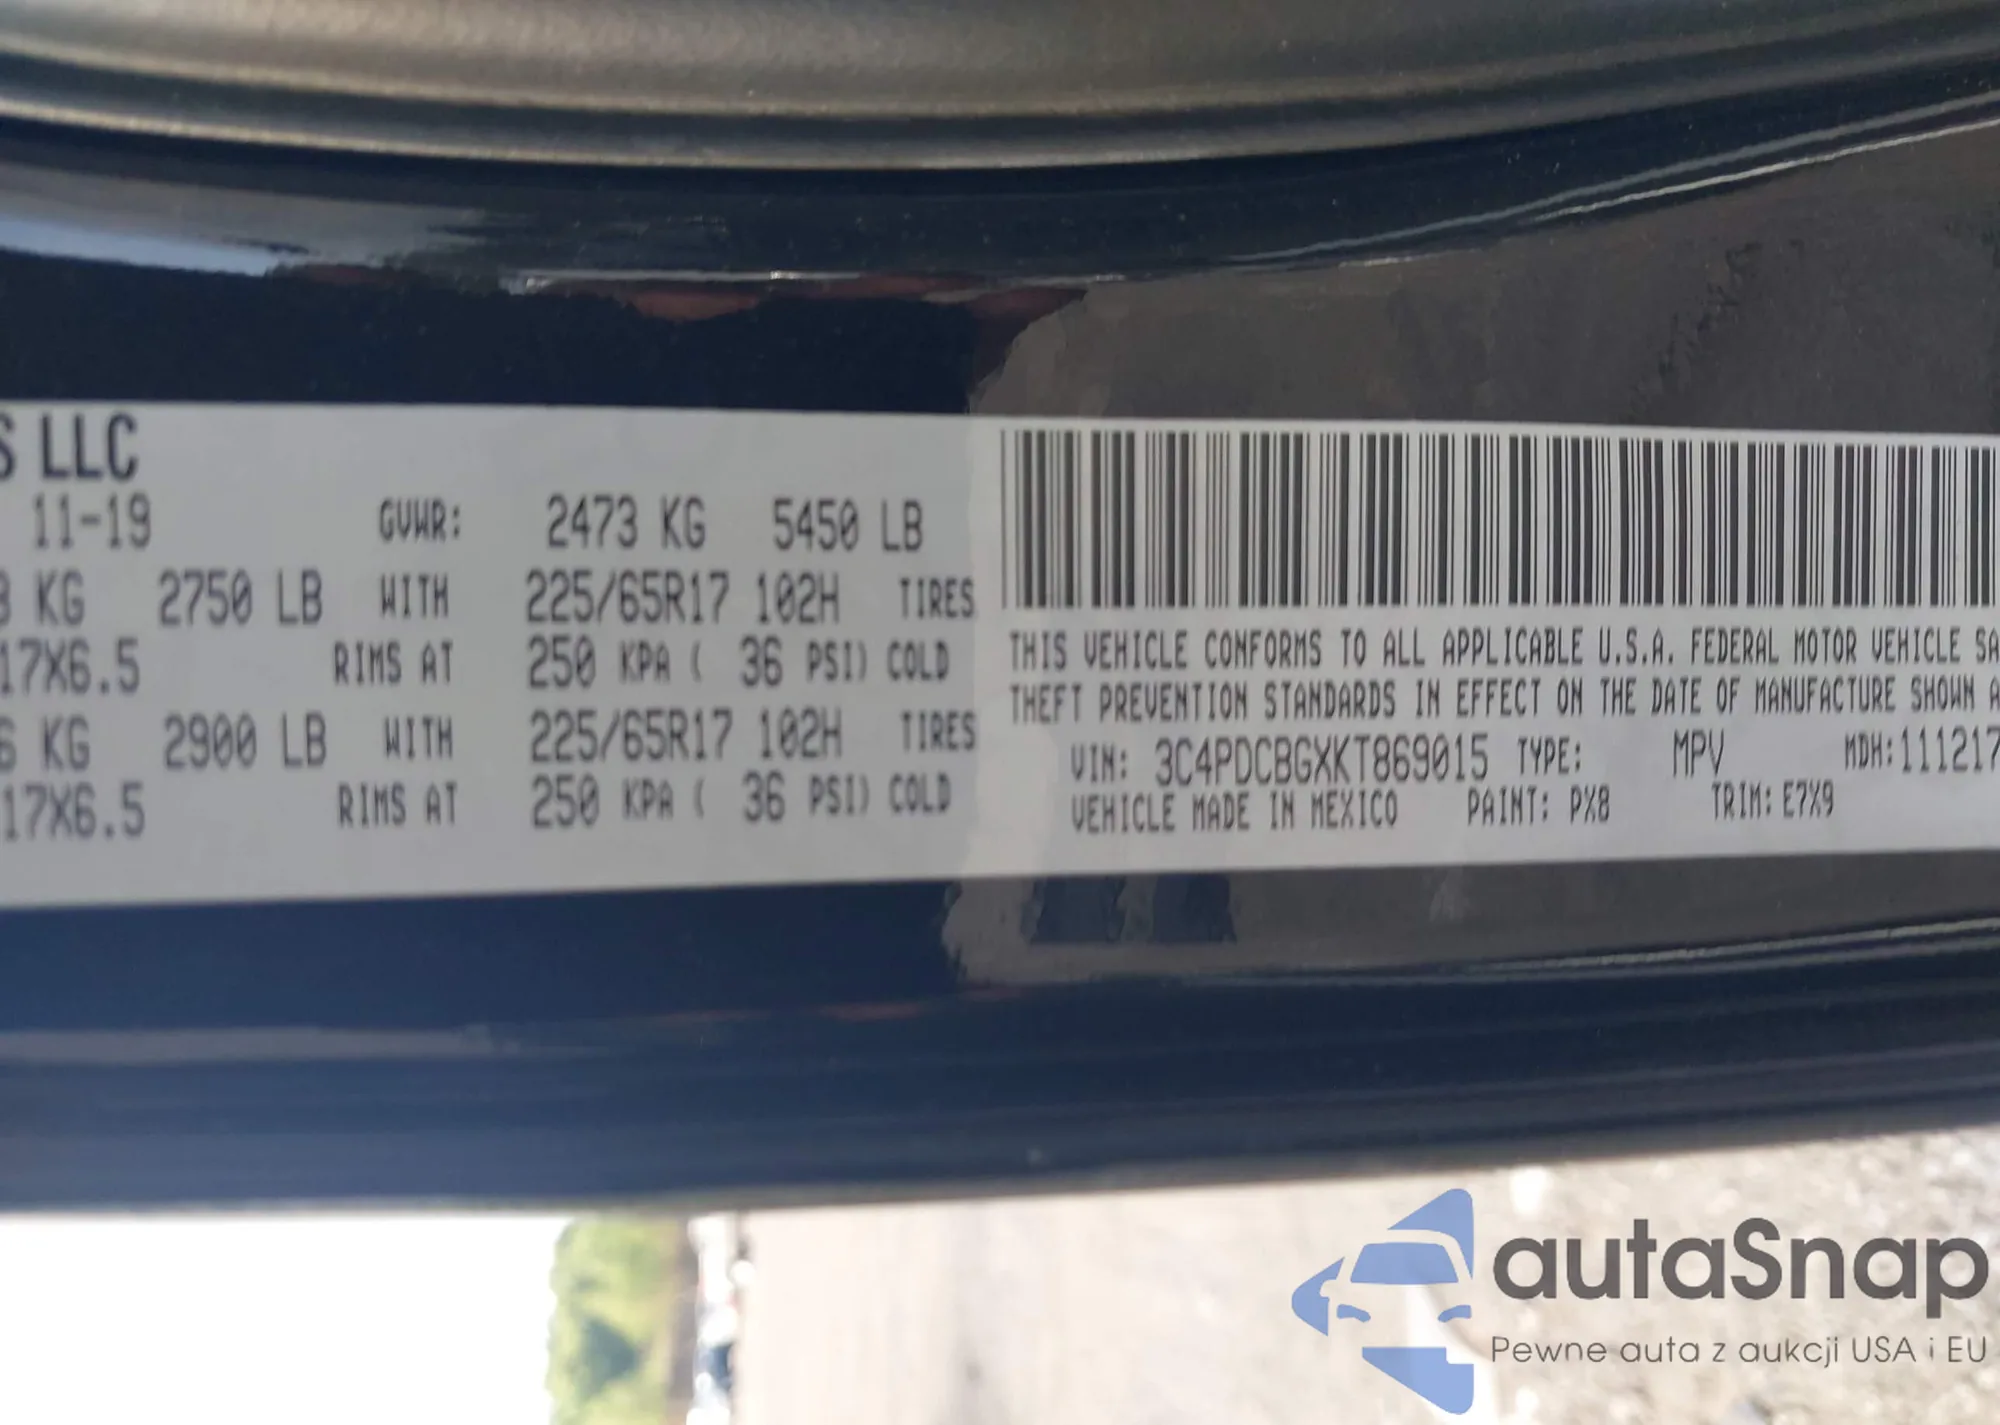 S LLC
11-19 GVWR: 2473 KG 5450 LB
KG 2750 LB WITH 225/65R17 102H TIRES
17X6.5 RIMS AT 250 KPA ( 36 PSI) COLD
6 KG 2900 LB WITH 225/65R17 102H TIRES
17X6.5 RIMS AT 250 KPA ( 36 PSI) COLD
THIS VEHICLE CONFORMS TO ALL APPLICABLE U.S.A. FEDERAL MOTOR VEHICLE SA
THEFT PREVENTION STANDARDS IN EFFECT ON THE DATE OF MANUFACTURE SHOWN A
VIN: 3C4PDCBGXKT869015 TYPE: MPV MDH: 111217
VEHICLE MADE IN MEXICO PAINT: PX8 TRIM: E7X9
autaSnap
Pewne auta z aukcji USA i EU